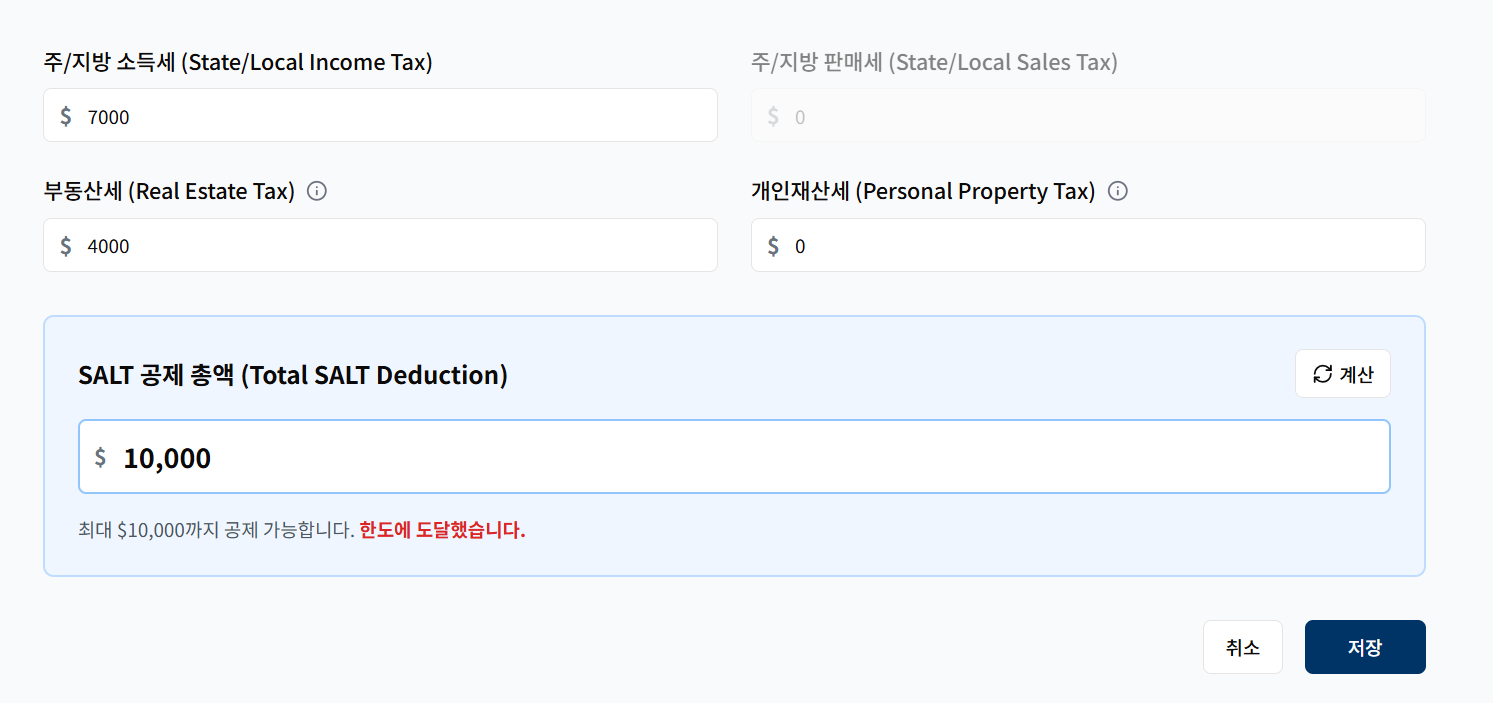 주/지방 소득세 (State/Local Income Tax)
주/지방 판매세 (State/Local Sales Tax)
$ 7000
$ 0
부동산세 (Real Estate Tax)
개인재산세 (Personal Property Tax)
$ 4000
$ 0
SALT 공제 총액 (Total SALT Deduction)
계산
$ 10,000
최대 $10,000까지 공제 가능합니다. 한도에 도달했습니다.
취소
저장